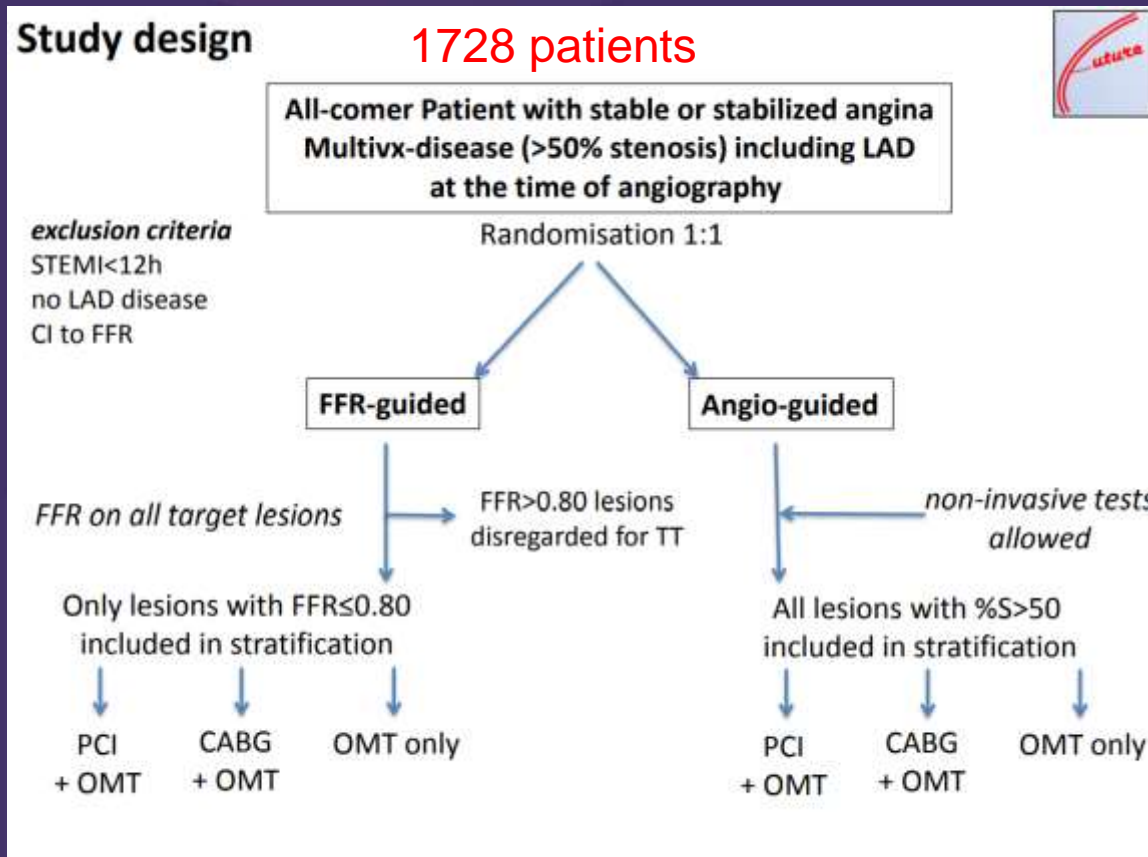 Study design
1728 patients
uture
All-comer Patient with stable or stabilized angina
Multivx-disease (>50% stenosis) including LAD
at the time of angiography
exclusion criteria
STEMI<12h
no LAD disease
CI to FFR
Randomisation 1:1
FFR-guided
Angio-guided
FFR on all target lesions
FFR>0.80 lesions
disregarded for TT
non-invasive tests
allowed
Only lesions with FFR≤0.80
included in stratification
All lesions with %S>50
included in stratification
PCI
+ OMT
CABG
+ OMT
OMT only
PCI
+ OMT
CABG
+ OMT
OMT only